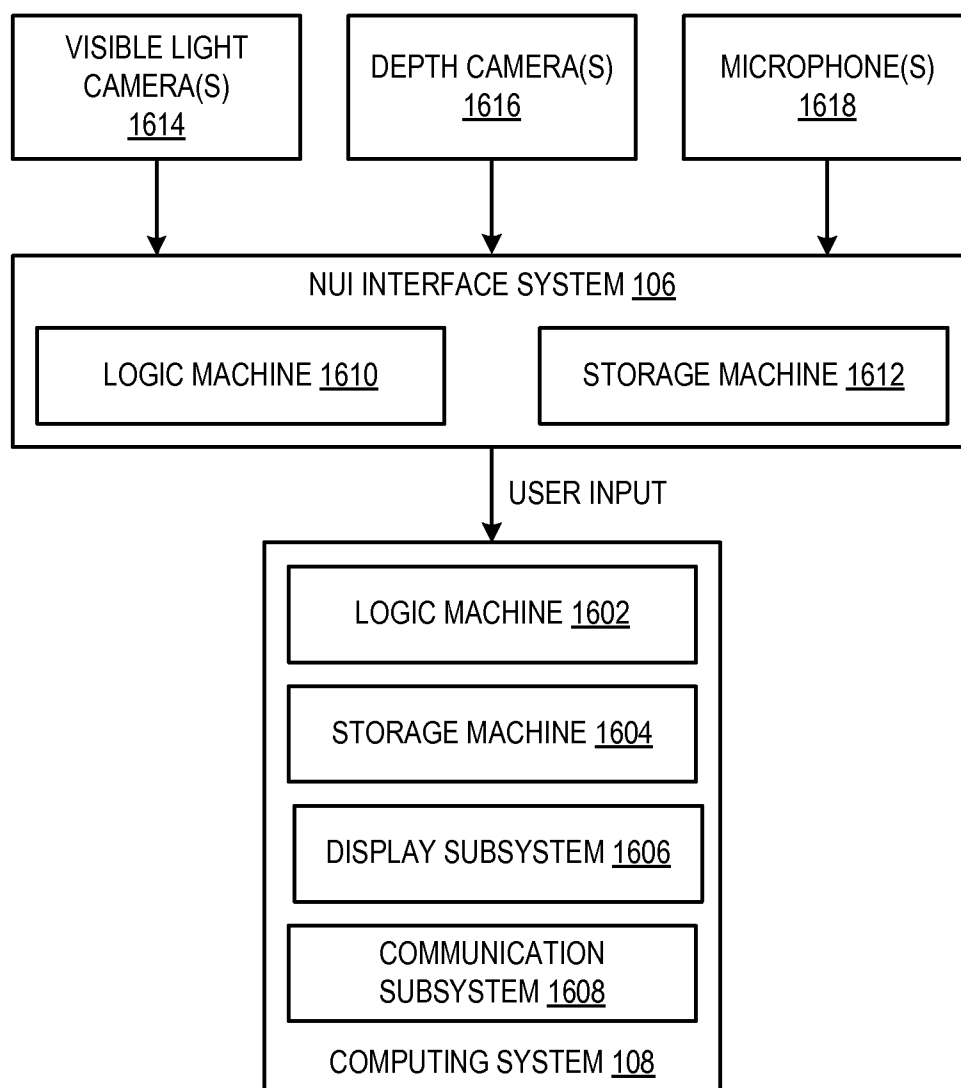 VISIBLE LIGHT
CAMERA(S)
1614
DEPTH CAMERA(S)
1616
MICROPHONE(S)
1618
NUI INTERFACE SYSTEM 106
LOGIC MACHINE 1610
STORAGE MACHINE 1612
USER INPUT
LOGIC MACHINE 1602
STORAGE MACHINE 1604
DISPLAY SUBSYSTEM 1606
COMMUNICATION
SUBSYSTEM 1608
COMPUTING SYSTEM 108